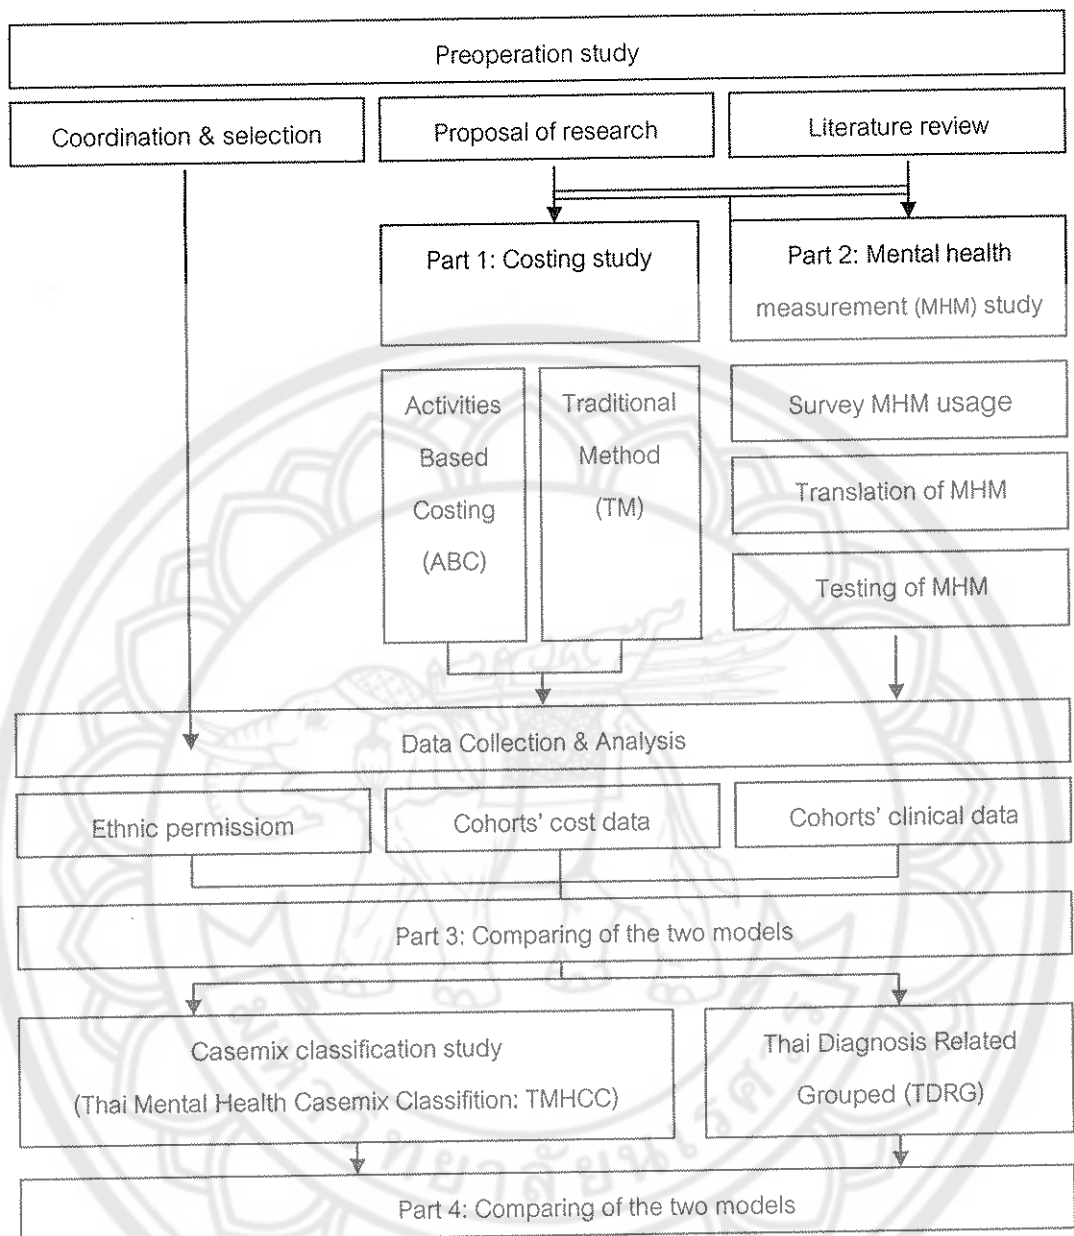 Preoperation study
Coordination & selection
Proposal of research
Literature review
Part 1: Costing study
Part 2: Mental health
measurement (MHM) study
Activities
Based
Costing
(ABC)
Traditional
Method
(TM)
Survey MHM usage
Translation of MHM
Testing of MHM
Data Collection & Analysis
Ethnic permissiom
Cohorts' cost data
Cohorts' clinical data
Part 3: Comparing of the two models
Casemix classification study
(Thai Mental Health Casemix Classifition: TMHCC)
Thai Diagnosis Related
Grouped (TDRG)
Part 4: Comparing of the two models